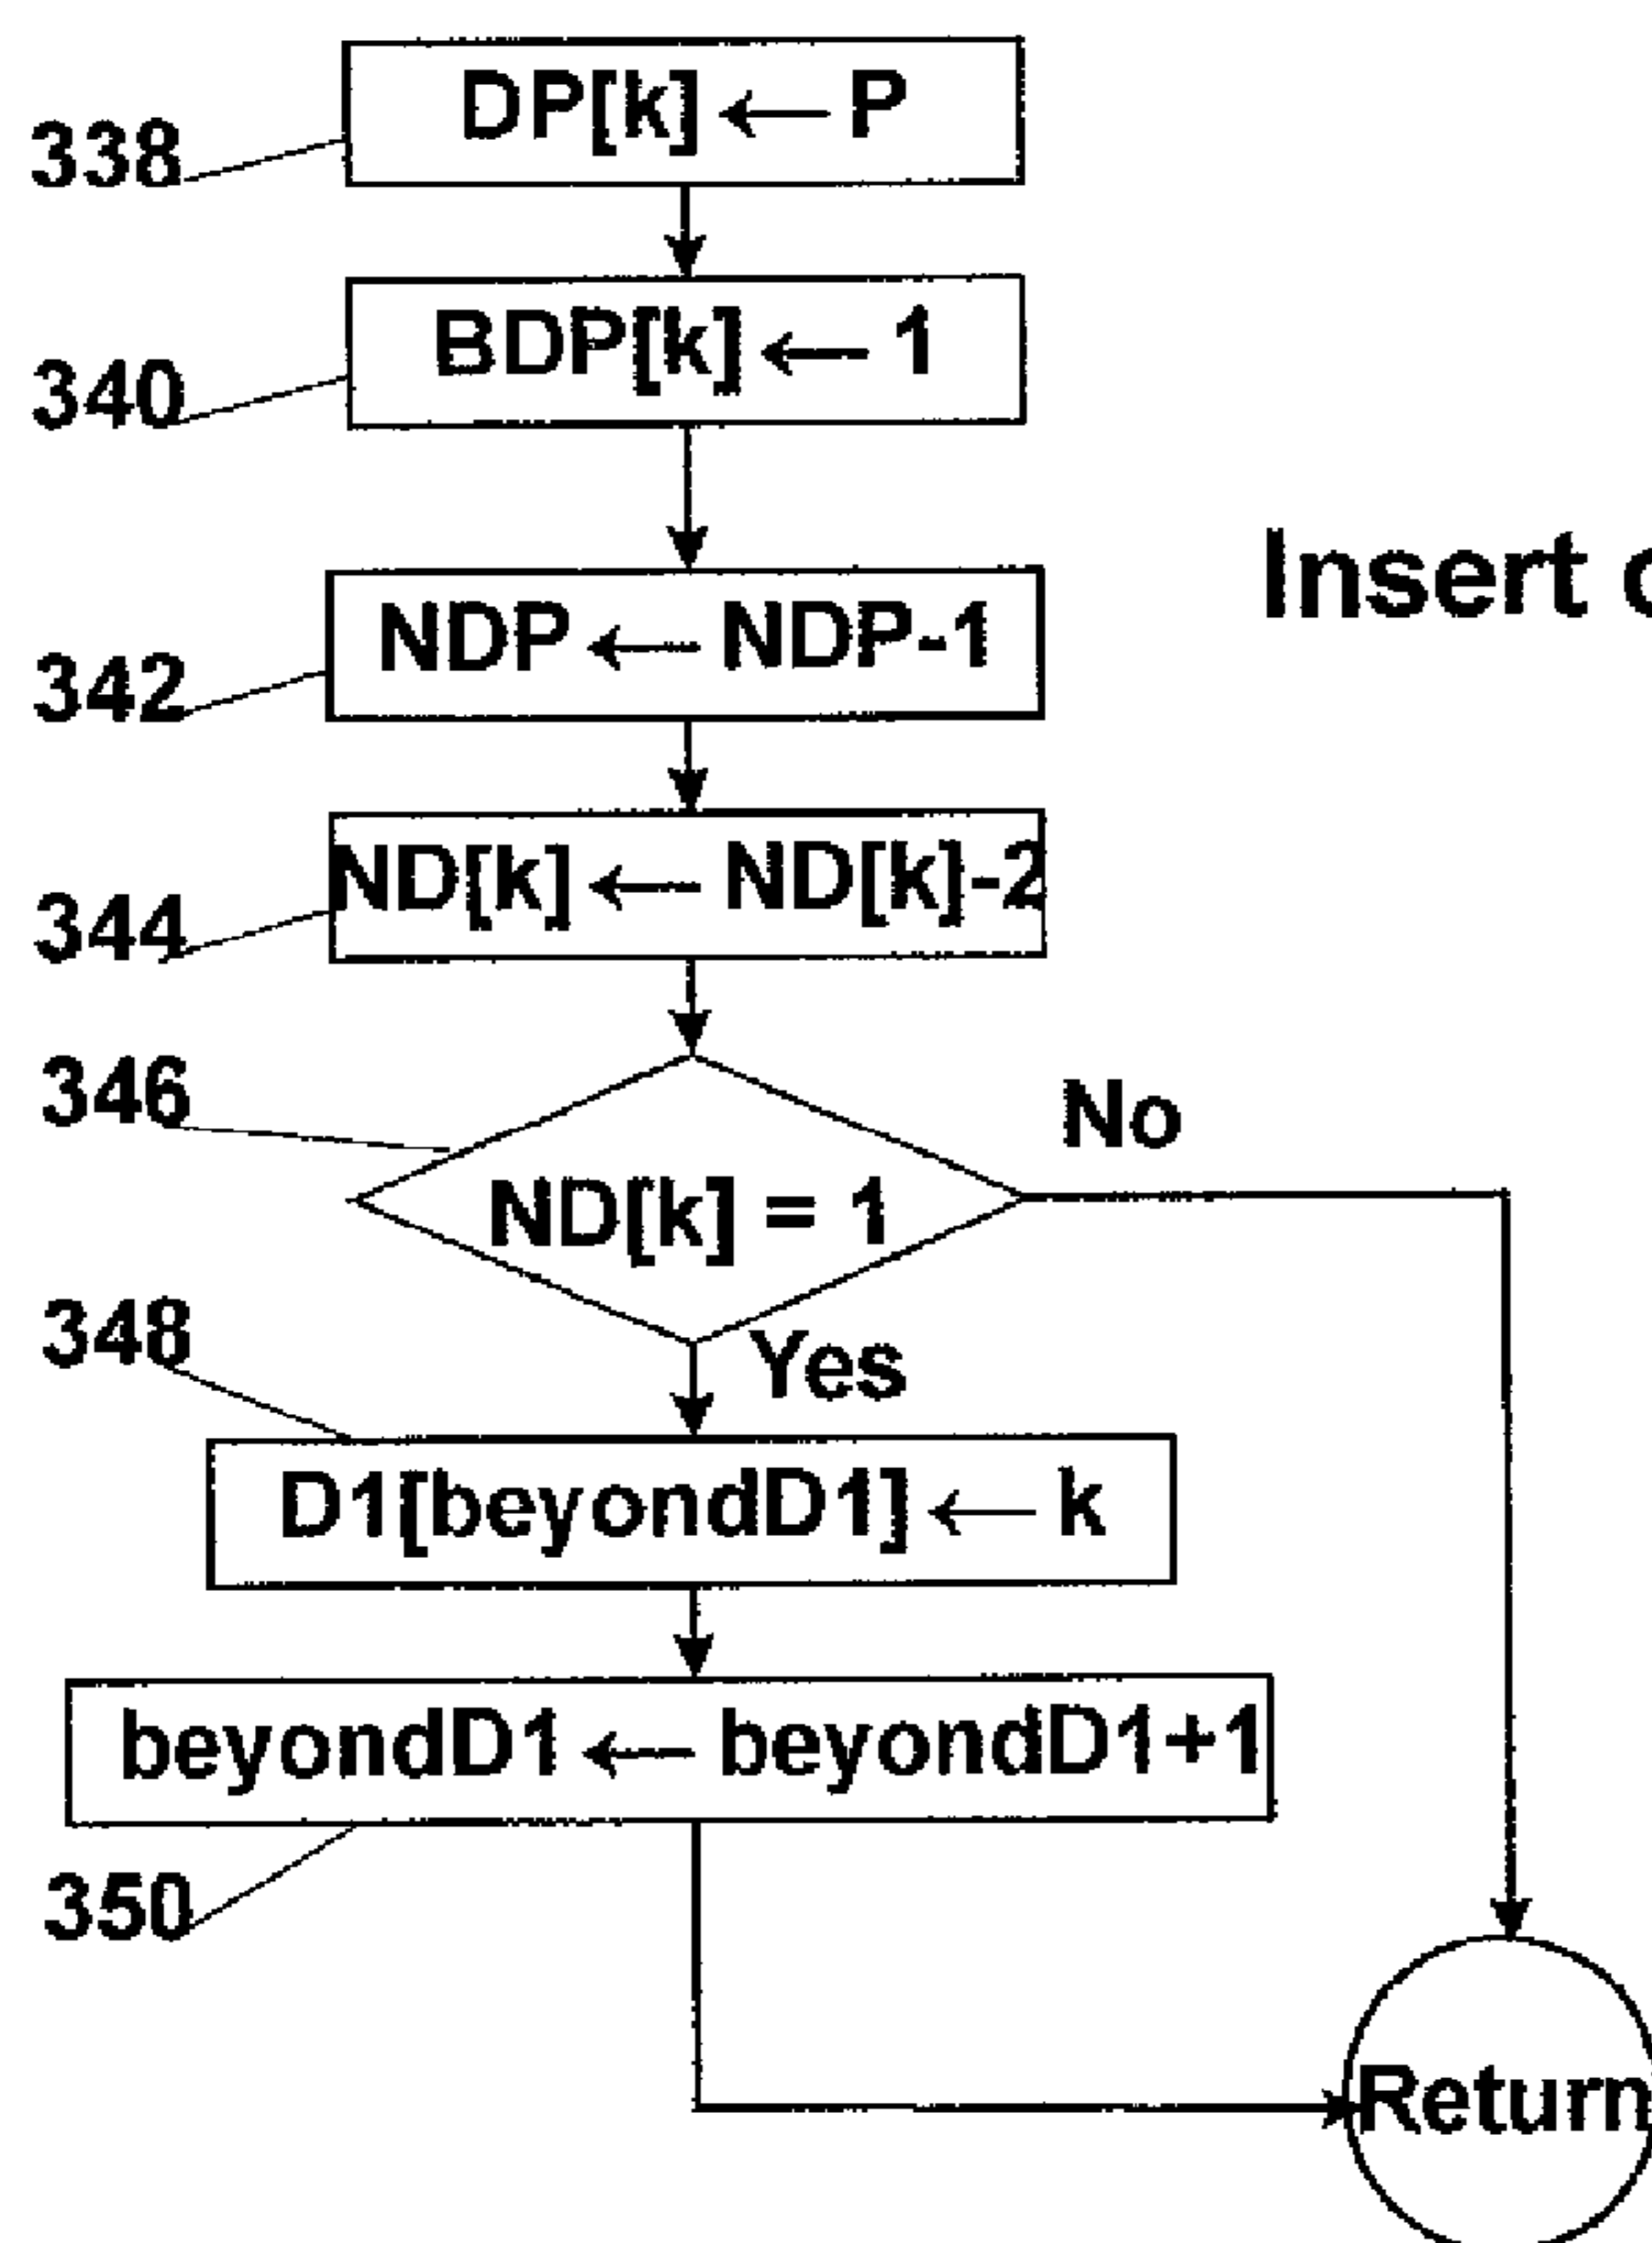 338
DP[k] ← P
340
BDP[k] ← 1
Insert
342
NDP ← NDP-1
344
ND[k] ← ND[k]-2
346
No
ND[k] = 1
348
Yes
D1[beyondD1] ← k
beyondD1 ← beyondD1+1
350
Return